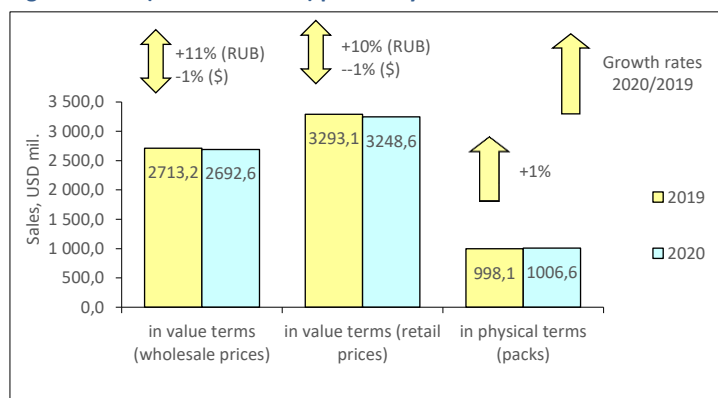 +11% (RUB)
-1% ($)
+10% (RUB)
--1% ($)
Growth rates
2020/2019
Sales, USD mil.
3 500,0
3 000,0
2 500,0
2 000,0
1 500,0
1 000,0
500,0
0,0
2713,2
2692,6
3293,1
3248,6
+1%
998,1
1006,6
2019
2020
in value terms
(wholesale prices)
in value terms (retail
prices)
in physical terms
(packs)